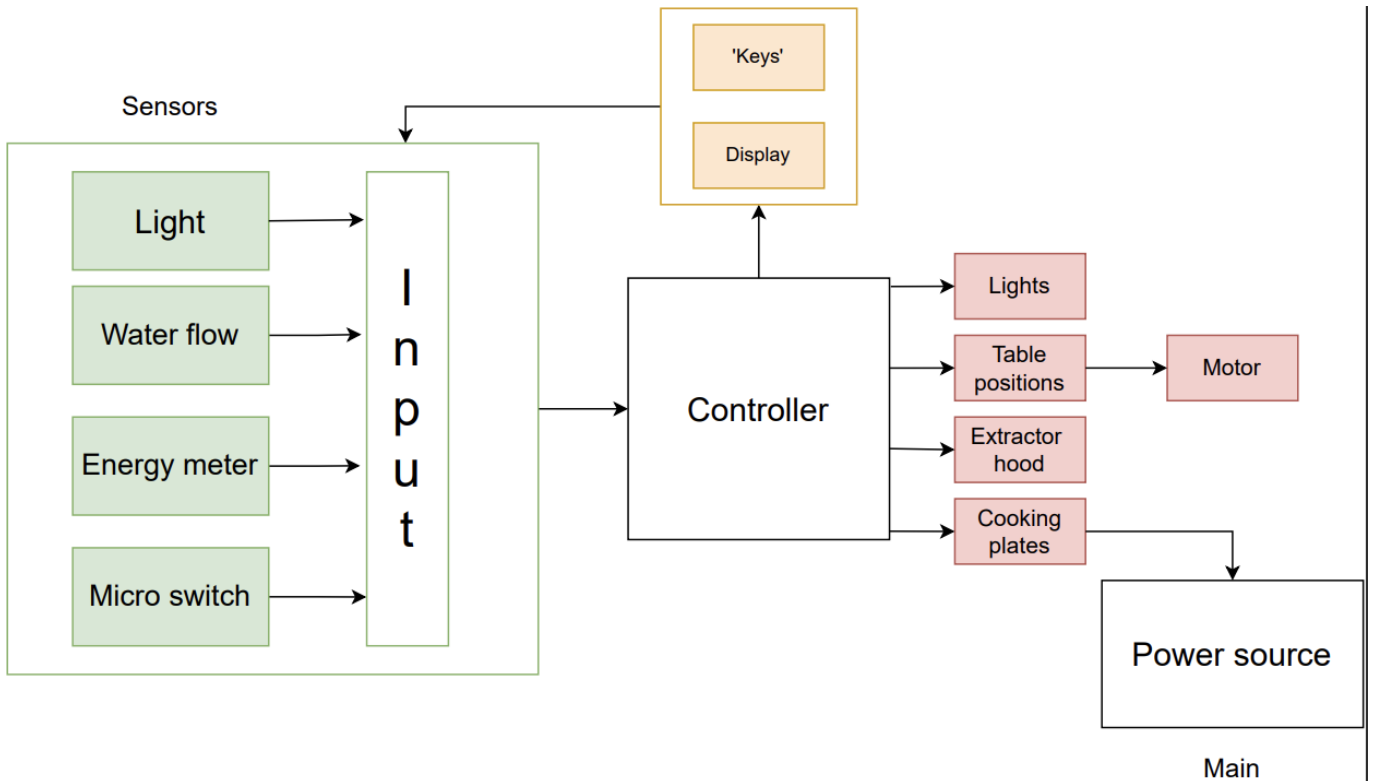 'Keys'
Sensors
Display
Light
Input
Water flow
Energy meter
Micro switch
Controller
Lights
Table
positions
Motor
Extractor
hood
Cooking
plates
Power source
Main